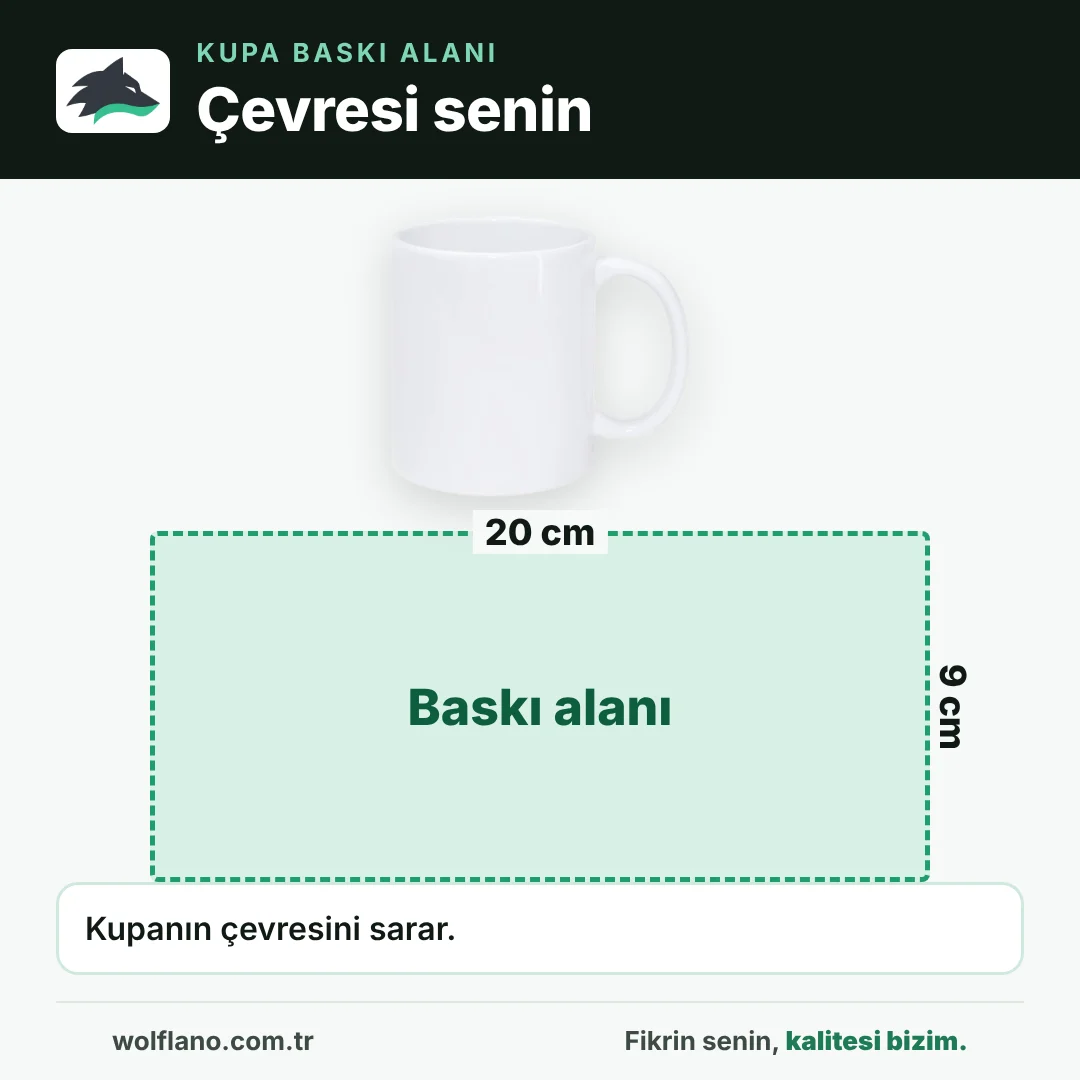 KUPA BASKI ALANI
Çevresi senin
20 cm
Baskı alanı
9 cm
Kupanın çevresini sarar.
wolflano.com.tr
Fikrin senin, kalitesi bizim.